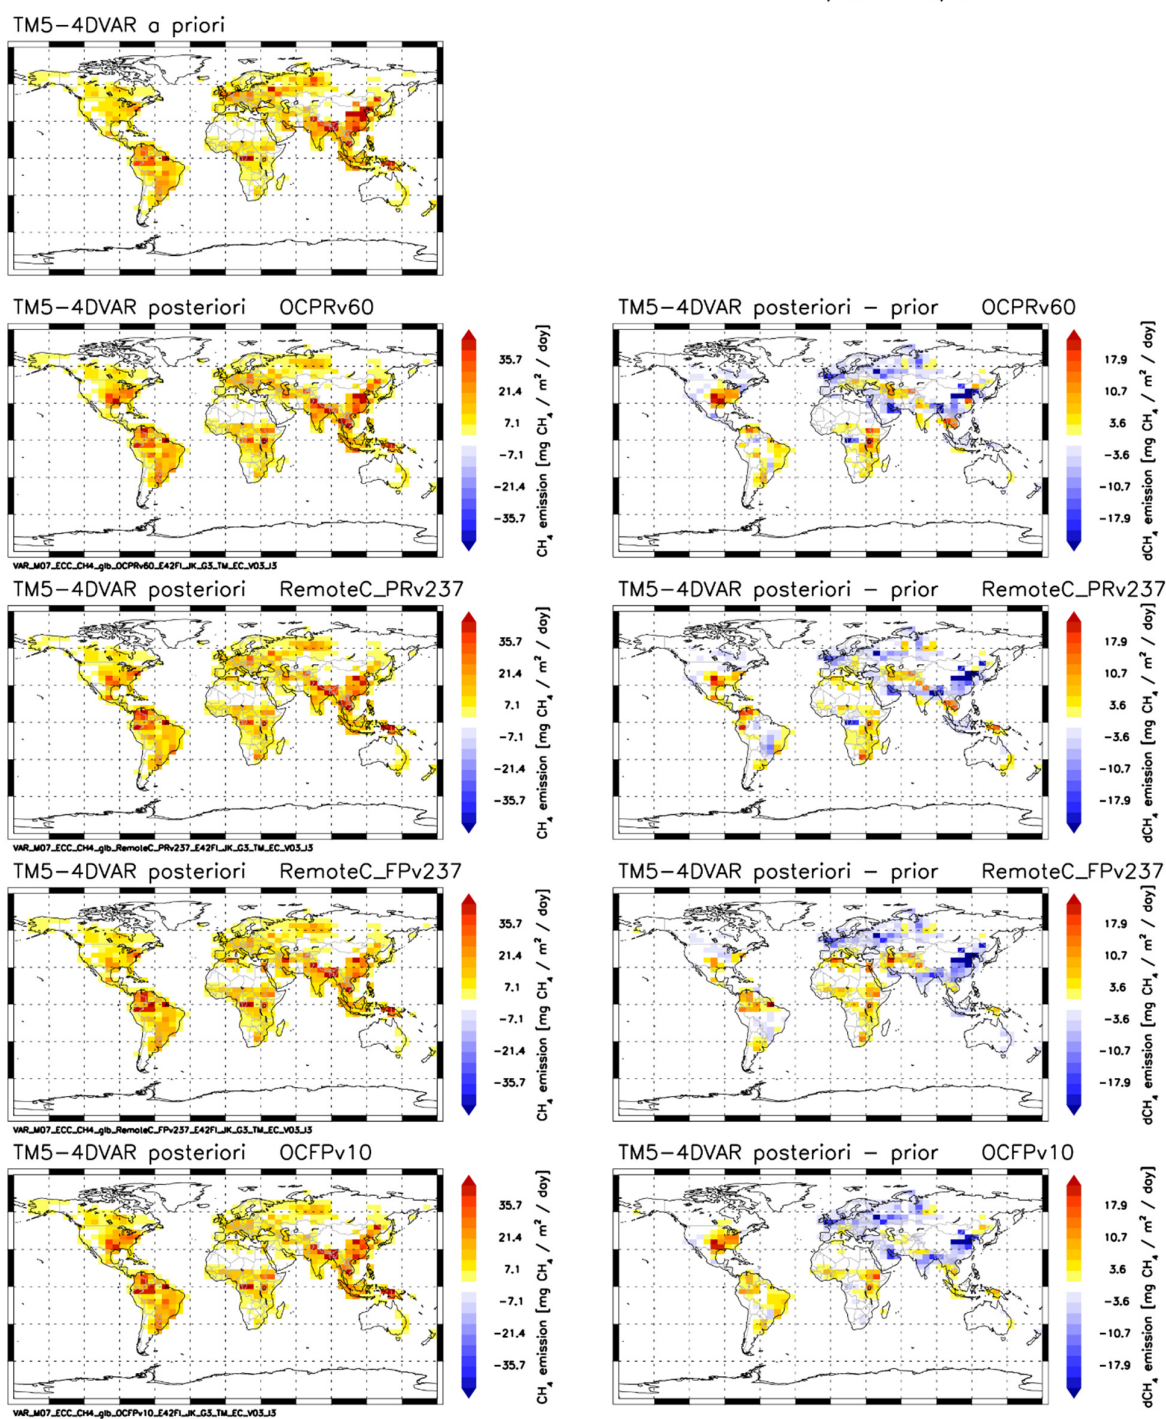 TM5-4DVAR a priori
TM5-4DVAR posteriori OCPRv60
35.7
21.4
7.1
-7.1
-21.4
-35.7
CH4 emission [mg CH4 / m² / day]
VAR_M07_ECC_CH4_glb_OCPRv60_E42FI_JK_G3_TM_EC_V03_I3
TM5-4DVAR posteriori - prior OCPRv60
17.9
10.7
3.6
-3.6
-10.7
-17.9
dCH4 emission [mg CH4 / m² / day]
TM5-4DVAR posteriori RemoteC_PRv237
35.7
21.4
7.1
-7.1
-21.4
-35.7
CH4 emission [mg CH4 / m² / day]
VAR_M07_ECC_CH4_glb_RemoteC_PRv237_E42FI_JK_G3_TM_EC_V03_I3
TM5-4DVAR posteriori - prior RemoteC_PRv237
17.9
10.7
3.6
-3.6
-10.7
-17.9
dCH4 emission [mg CH4 / m² / day]
TM5-4DVAR posteriori RemoteC_FPv237
35.7
21.4
7.1
-7.1
-21.4
-35.7
CH4 emission [mg CH4 / m² / day]
VAR_M07_ECC_CH4_glb_RemoteC_FPv237_E42FI_JK_G3_TM_EC_V03_I3
TM5-4DVAR posteriori - prior RemoteC_FPv237
17.9
10.7
3.6
-3.6
-10.7
-17.9
dCH4 emission [mg CH4 / m² / day]
TM5-4DVAR posteriori OCFPv10
35.7
21.4
7.1
-7.1
-21.4
-35.7
CH4 emission [mg CH4 / m² / day]
VAR_M07_ECC_CH4_glb_OCFPv10_E42FI_JK_G3_TM_EC_V03_I3
TM5-4DVAR posteriori - prior OCFPv10
17.9
10.7
3.6
-3.6
-10.7
-17.9
dCH4 emission [mg CH4 / m² / day]